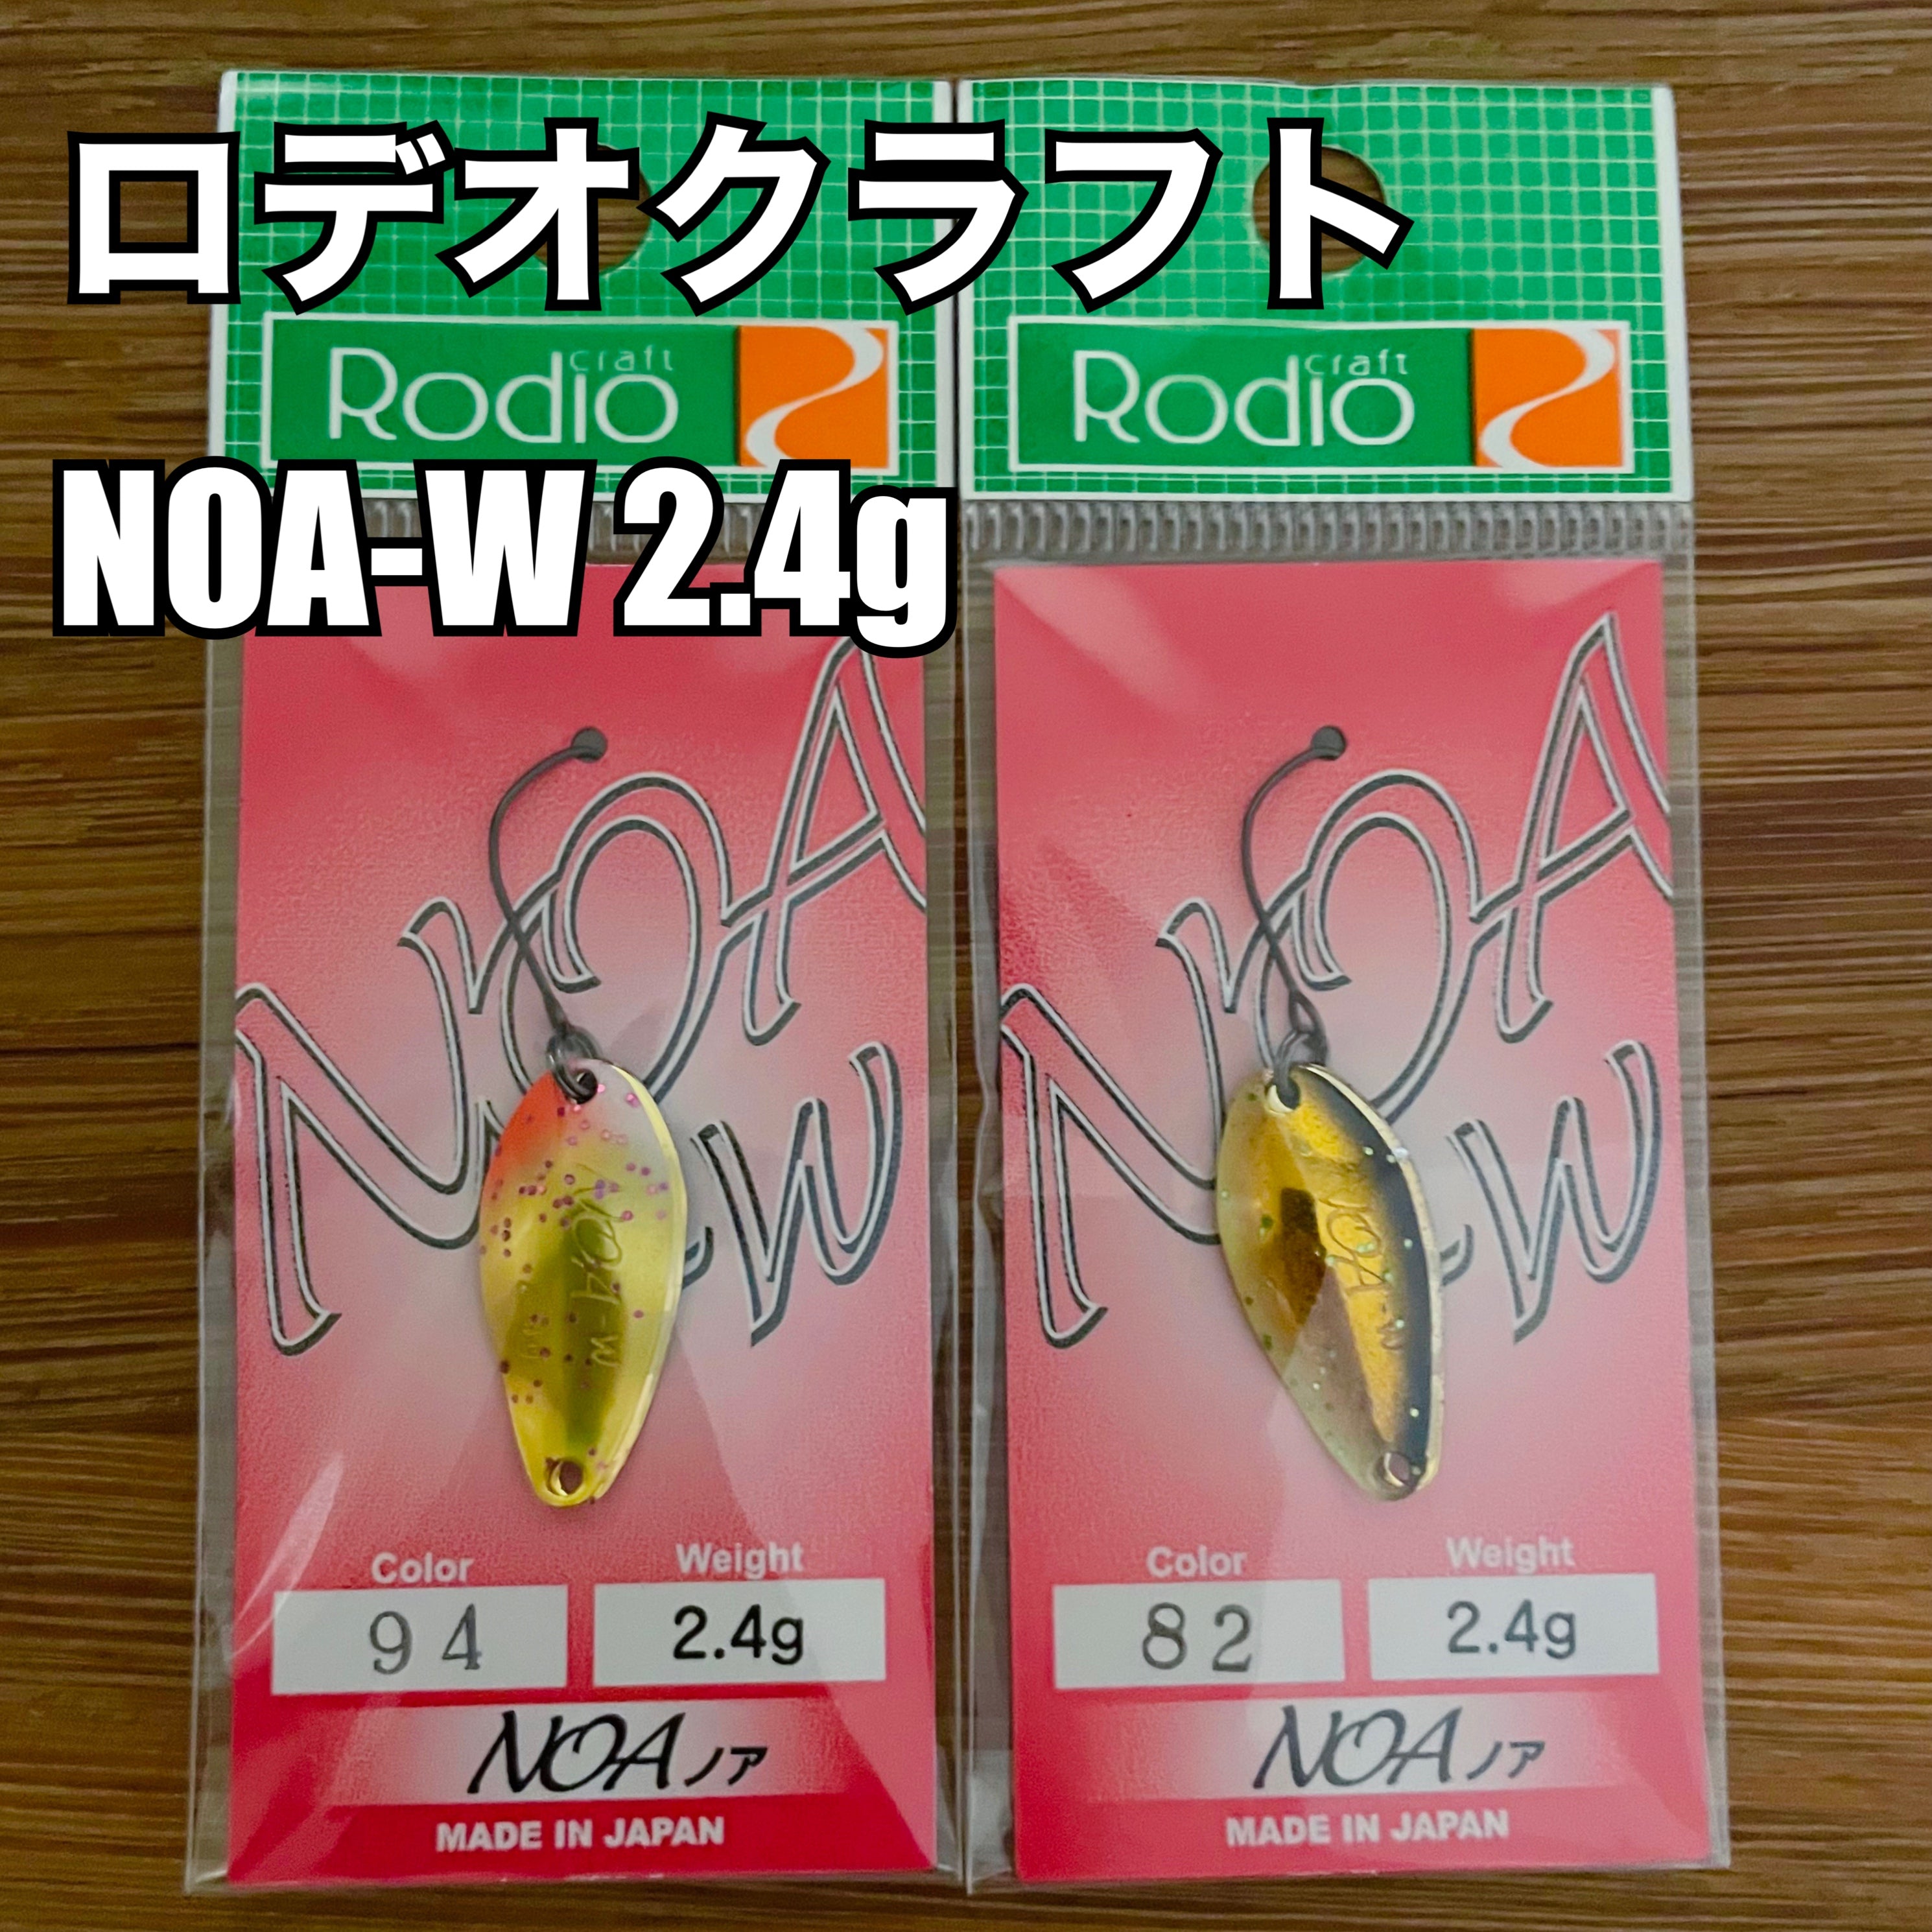 ロデオクラフト
Rodio craft
Rodio craft
NOA-W 2.4g
NOA-W
NOA-W
NOA-W
NOA-W
Color Weight
94 2.4g
NOA ノア
MADE IN JAPAN
Color Weight
82 2.4g
NOA ノア
MADE IN JAPAN